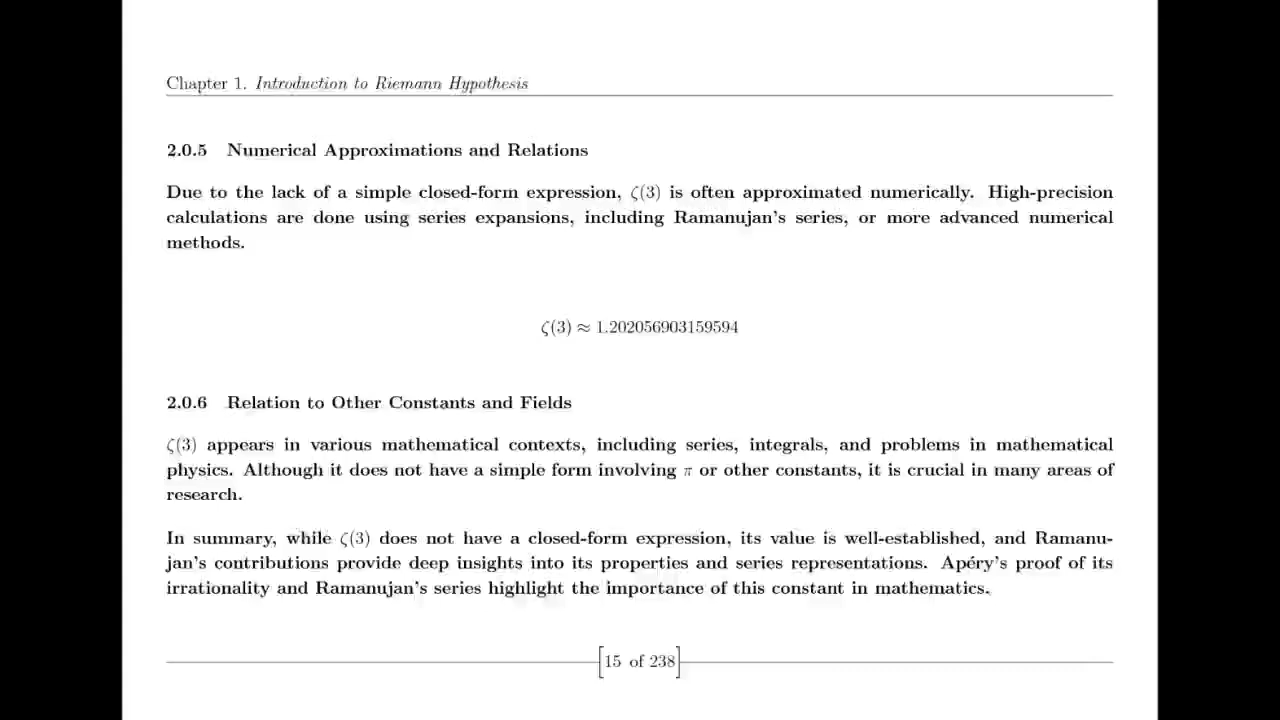 Chapter 1. Introduction to Riemann Hypothesis
2.0.5 Numerical Approximations and Relations
Due to the lack of a simple closed-form expression, ζ(3) is often approximated numerically. High-precision
calculations are done using series expansions, including Ramanujan's series, or more advanced numerical
methods.
ζ(3) ≈ 1.202056903159594
2.0.6 Relation to Other Constants and Fields
ζ(3) appears in various mathematical contexts, including series, integrals, and problems in mathematical
physics. Although it does not have a simple form involving π or other constants, it is crucial in many areas of
research.
In summary, while ζ(3) does not have a closed-form expression, its value is well-established, and Ramanu-
jan's contributions provide deep insights into its properties and series representations. Apéry's proof of its
irrationality and Ramanujan's series highlight the importance of this constant in mathematics.
[15 of 238]